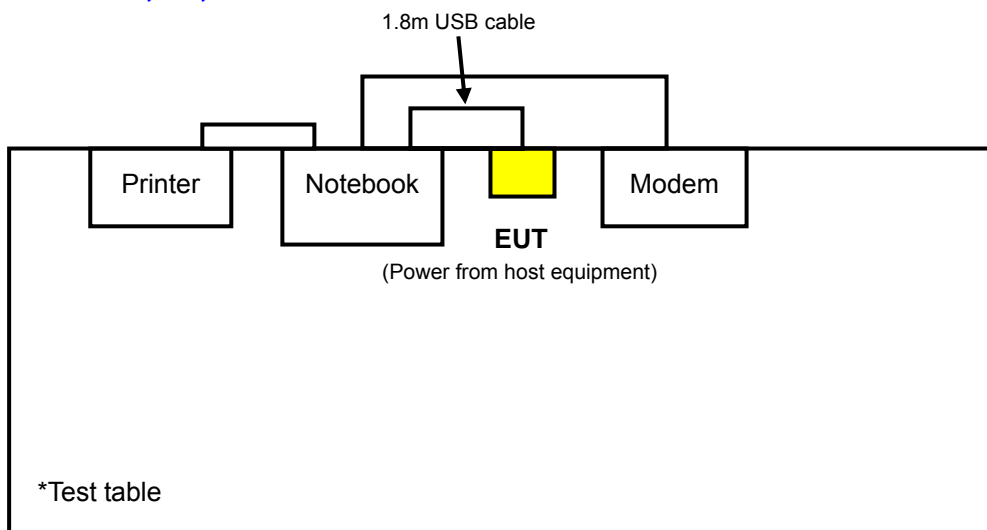 1.8m USB cable
Printer
Notebook
Modem
EUT
(Power from host equipment)
*Test table